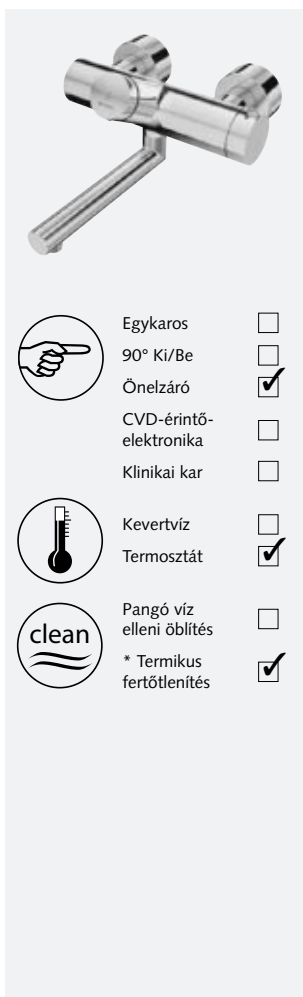 Egykaros
90° Ki/Be
Önelzáró
CVD-érintő-
elektronika
Klinikai kar
Kevertvíz
Termosztát
clean
Pangó víz
elleni öblítés
* Termikus
fertőtlenítés